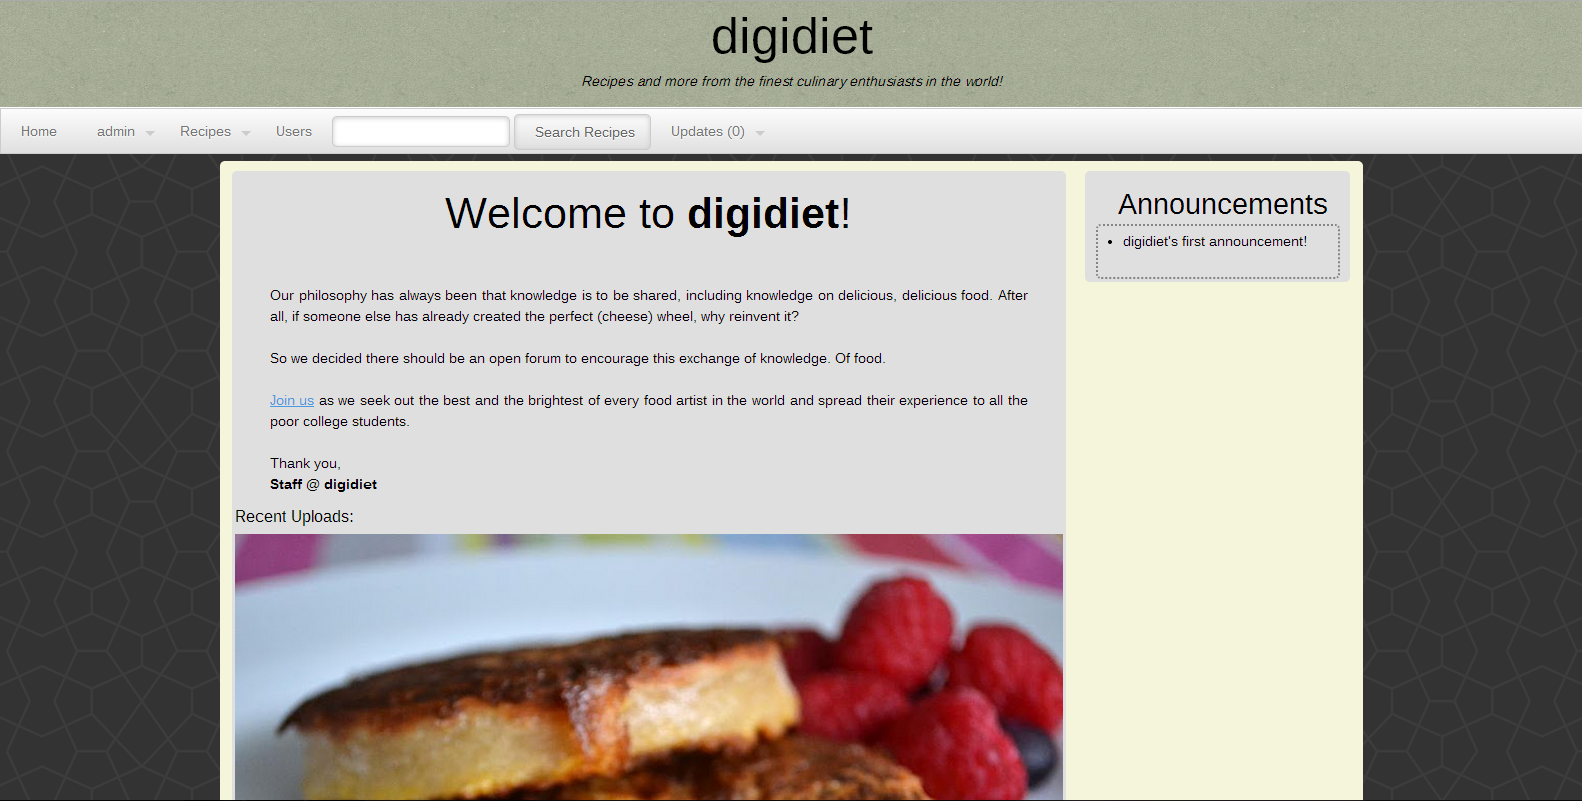 digidiet
Recipes and more from the finest culinary enthusiasts in the world!
Home admin Recipes Users Search Recipes Updates (0)
Welcome to digidiet!
Our philosophy has always been that knowledge is to be shared, including knowledge on delicious, delicious food. After
all, if someone else has already created the perfect (cheese) wheel, why reinvent it?
So we decided there should be an open forum to encourage this exchange of knowledge. Of food.
Join us as we seek out the best and the brightest of every food artist in the world and spread their experience to all the
poor college students.
Thank you,
Staff @ digidiet
Recent Uploads:
Announcements
• digidiet's first announcement!